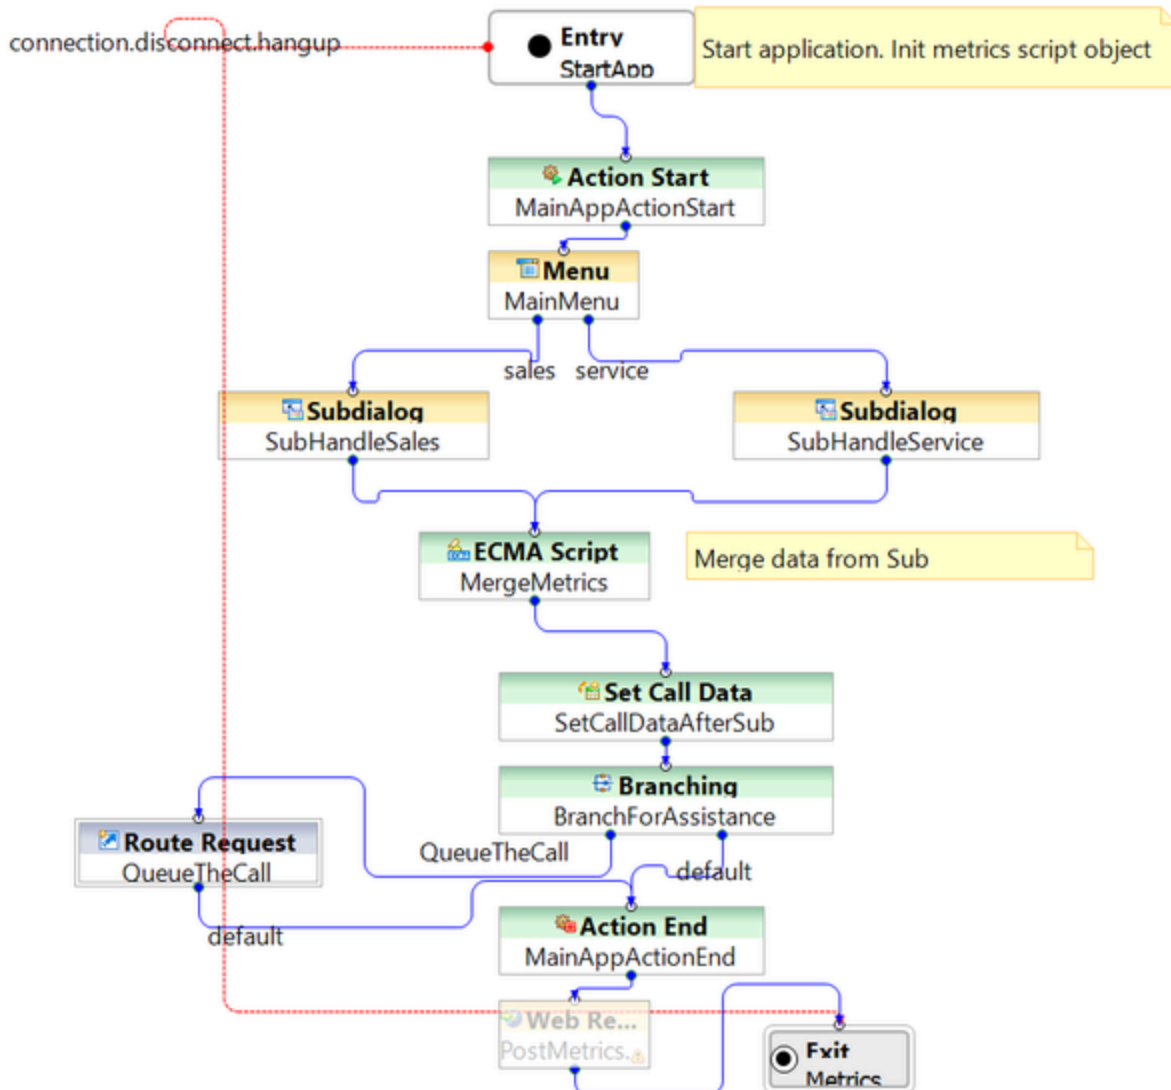 connection.disconnect.hangup
Entry
StartApp
Start application. Init metrics script object
Action Start
MainAppActionStart
Menu
MainMenu
sales
service
Subdialog
SubHandleSales
Subdialog
SubHandleService
ECMA Script
MergeMetrics
Merge data from Sub
Set Call Data
SetCallDataAfterSub
Branching
BranchForAssistance
Route Request
QueueTheCall
QueueTheCall
default
default
Action End
MainAppActionEnd
Web Re...
PostMetrics.
Exit
Metrics